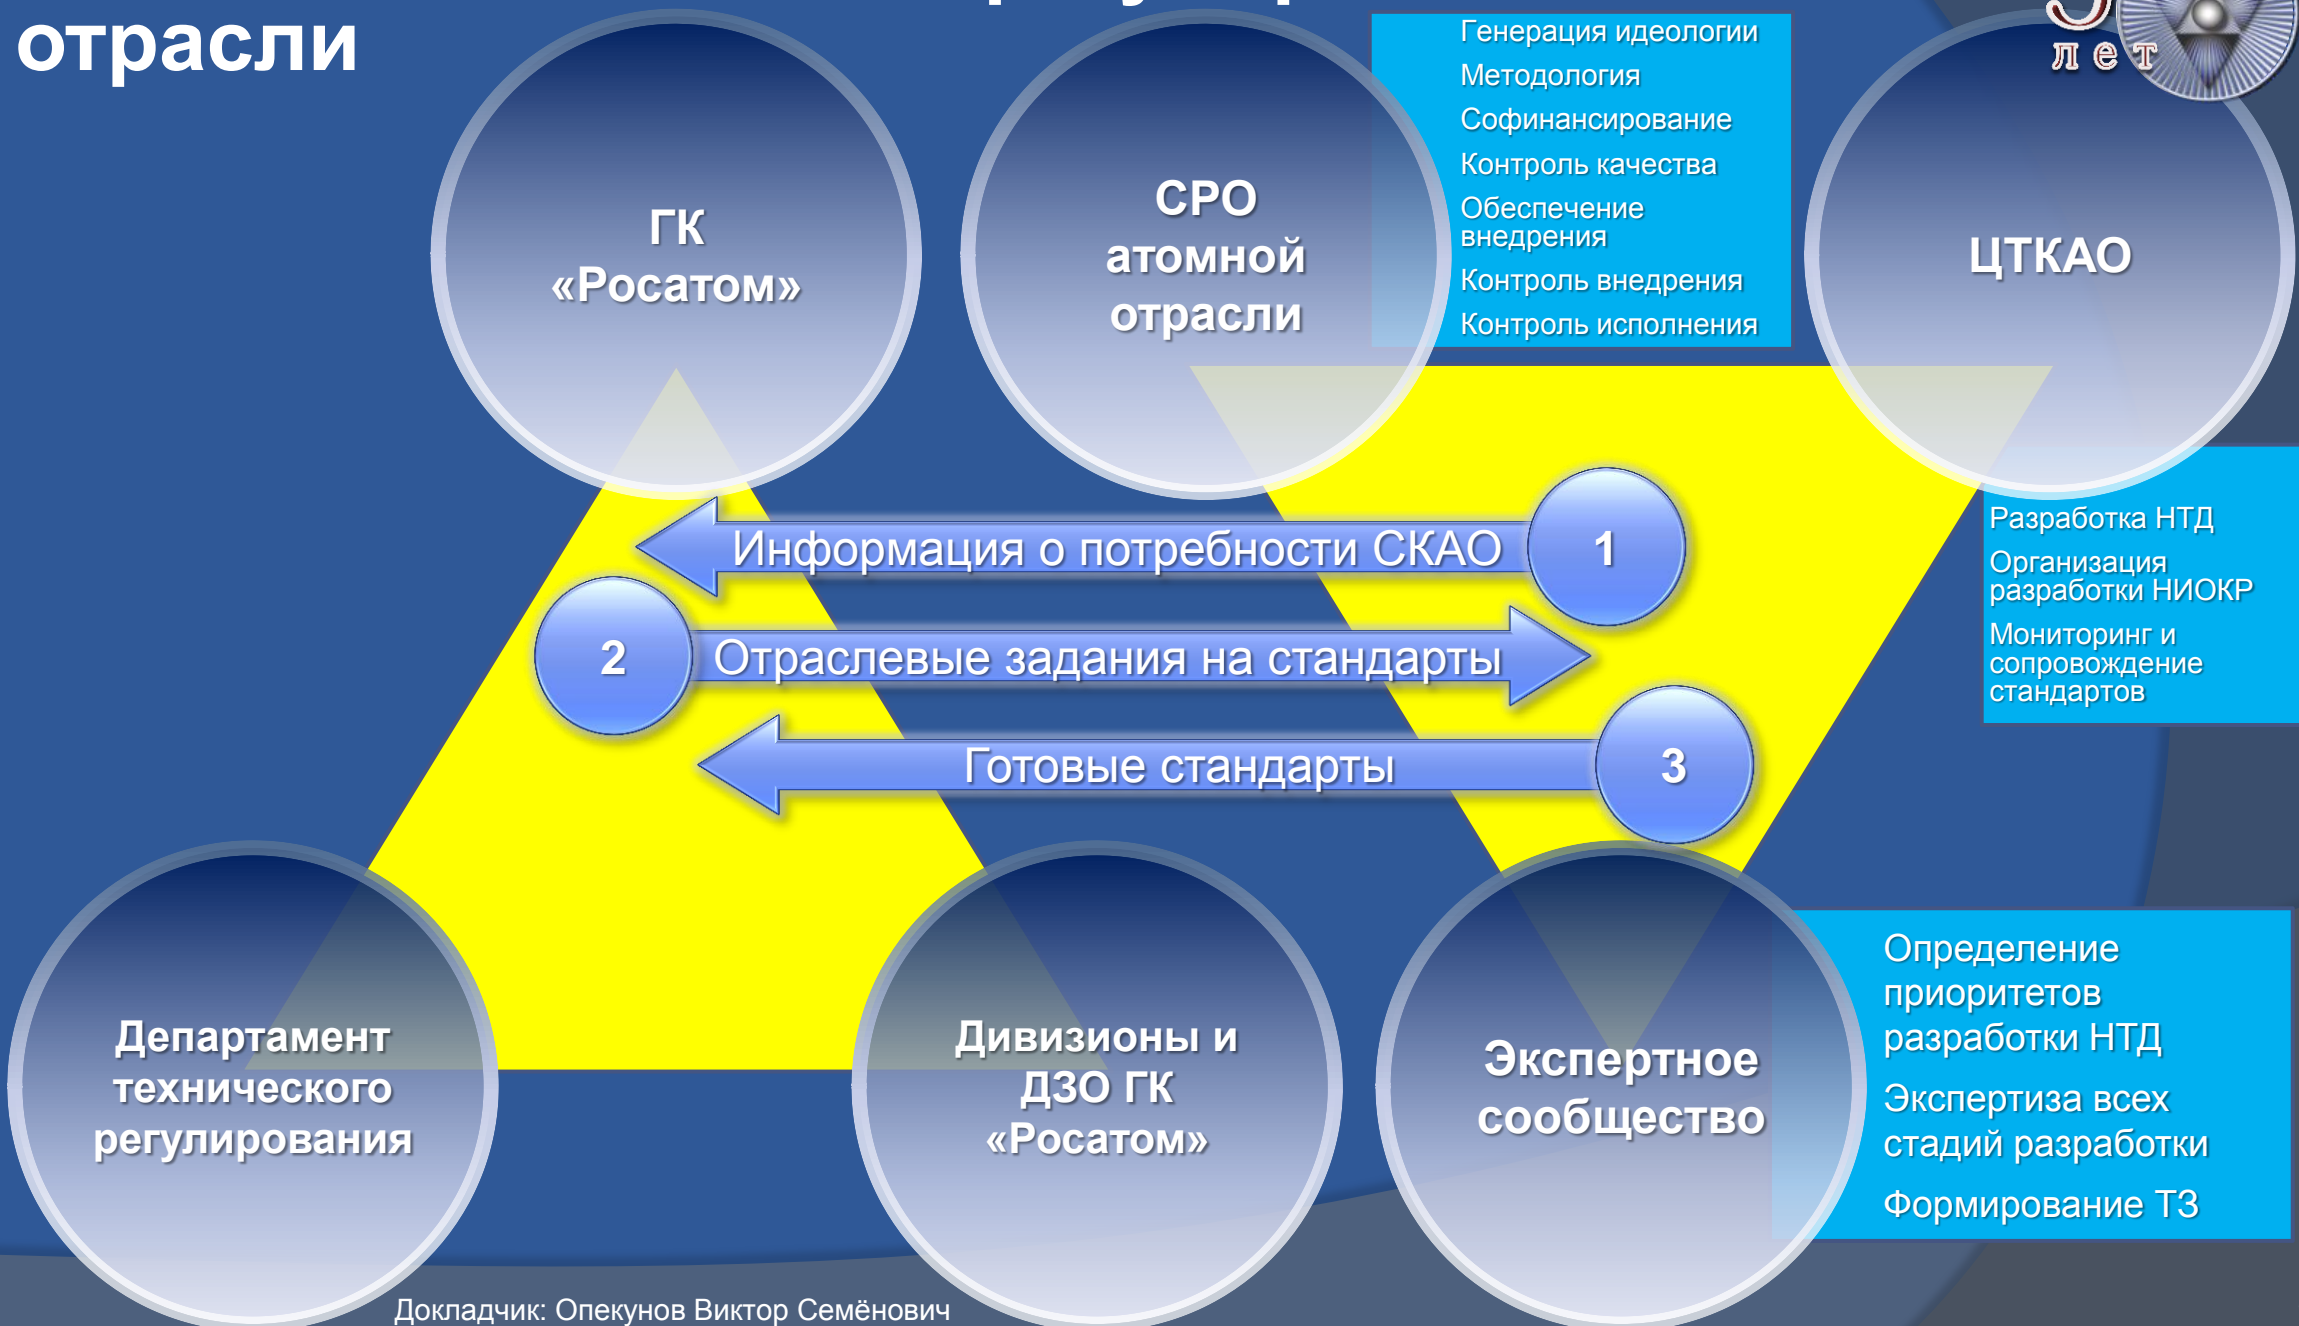 отрасли
лет
ГК
«Росатом»
СРО
атомной
отрасли
Генерация идеологии
Методология
Софинансирование
Контроль качества
Обеспечение
внедрения
Контроль внедрения
Контроль исполнения
ЦТКАО
Разработка НТД
Организация
разработки НИОКР
Мониторинг и
сопровождение
стандартов
Информация о потребности СКАО
1
2
Отраслевые задания на стандарты
Готовые стандарты
3
Департамент
технического
регулирования
Дивизионы и
ДЗО ГК
«Росатом»
Экспертное
сообщество
Определение
приоритетов
разработки НТД
Экспертиза всех
стадий разработки
Формирование ТЗ
Докладчик: Опекунов Виктор Семёнович